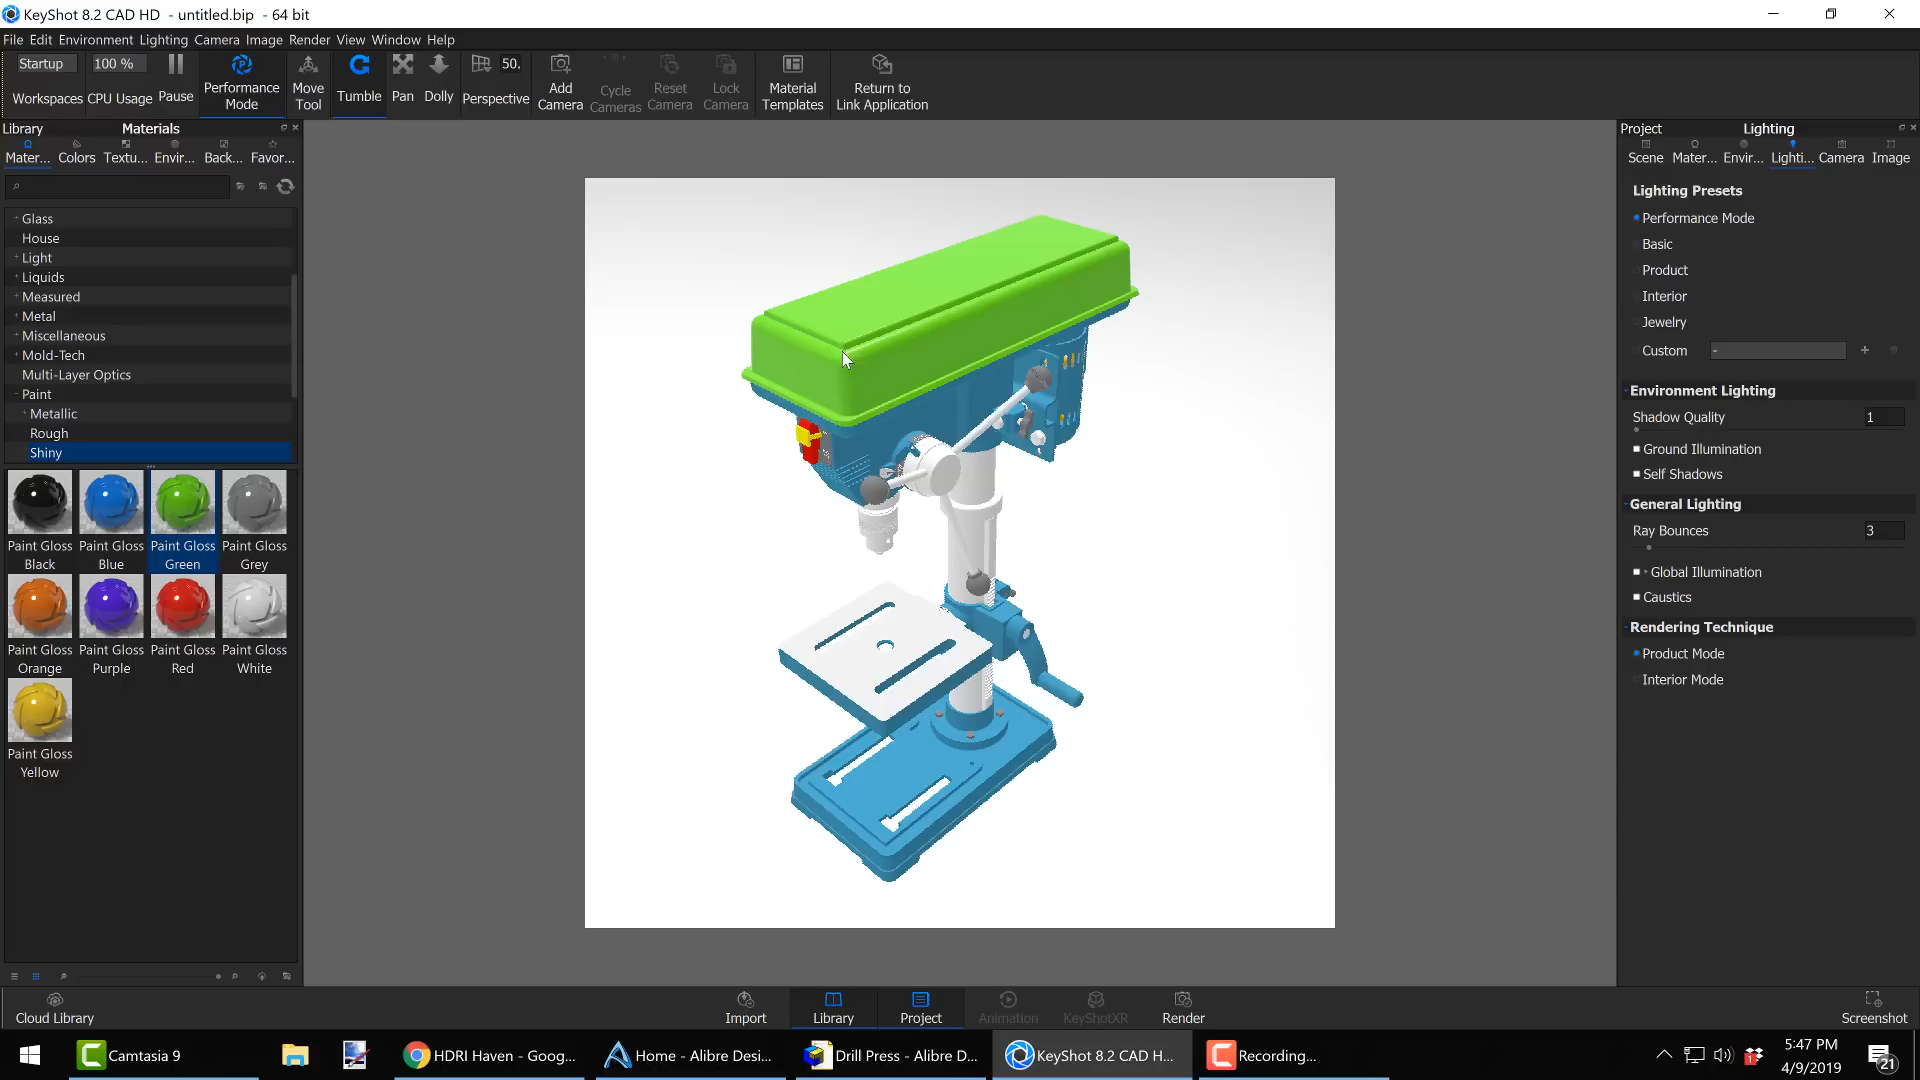 KeyShot 8.2 CAD HD - untitled.bip - 64 bit
File Edit Environment Lighting Camera Image Render View Window Help
Startup 100 % 50.
Workspaces CPU Usage Pause Performance Mode Move Tool Tumble Pan Dolly Perspective Add Camera Cycle Cameras Reset Camera Lock Camera Material Templates Return to Link Application
Library Materials
Mater... Colors Textu... Envir... Back... Favor...
Glass
House
Light
Liquids
Measured
Metal
Miscellaneous
Mold-Tech
Multi-Layer Optics
Paint
Metallic
Rough
Shiny
Paint Gloss Black Paint Gloss Blue Paint Gloss Green Paint Gloss Grey
Paint Gloss Orange Paint Gloss Purple Paint Gloss Red Paint Gloss White
Paint Gloss Yellow
Project Lighting
Scene Mater... Envir... Lighti... Camera Image
Lighting Presets
Performance Mode
Basic
Product
Interior
Jewelry
Custom -
Environment Lighting
Shadow Quality 1
Ground Illumination
Self Shadows
General Lighting
Ray Bounces 3
Global Illumination
Caustics
Rendering Technique
Product Mode
Interior Mode
Cloud Library Import Library Project Animation KeyShotXR Render Screenshot
Camtasia 9 HDRI Haven - Goog... Home - Alibre Desi... Drill Press - Alibre D... KeyShot 8.2 CAD H... Recording...
5:47 PM
4/9/2019
21